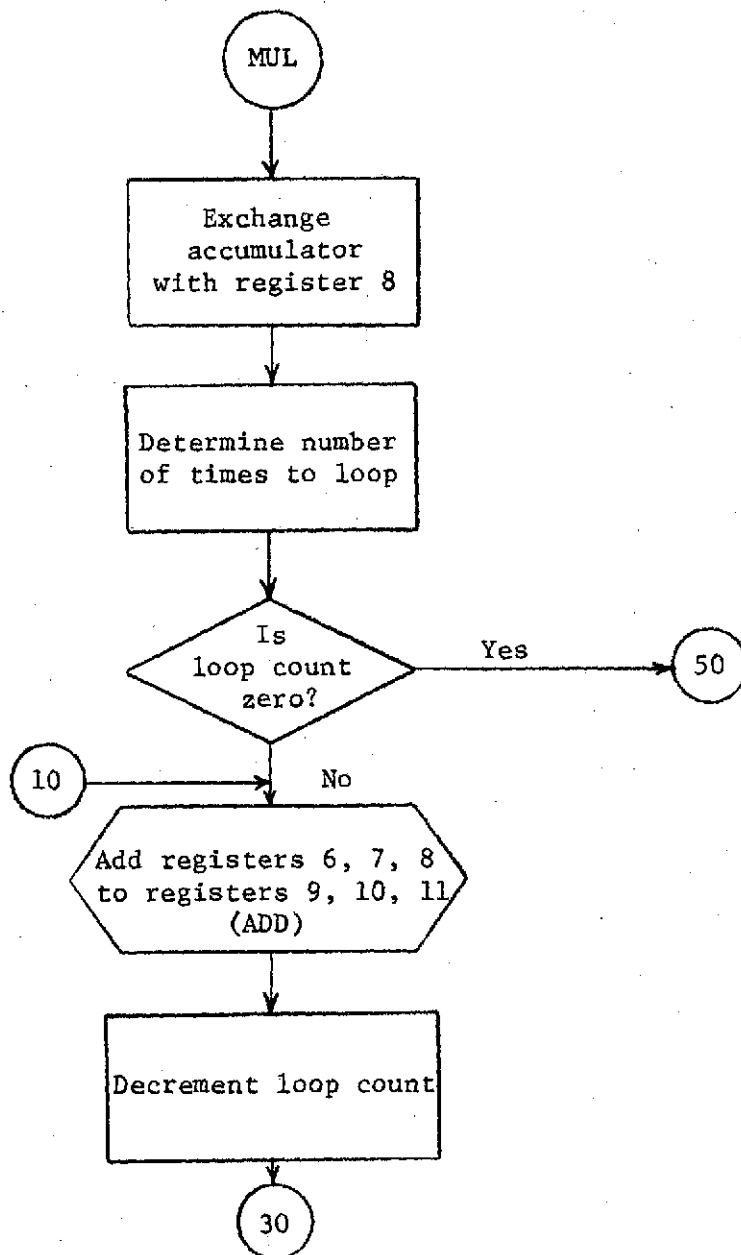 MUL
Exchange
accumulator
with register 8
Determine number
of times to loop
Is
loop count
zero?
Yes
50
10
No
Add registers 6, 7, 8
to registers 9, 10, 11
(ADD)
Decrement loop count
30